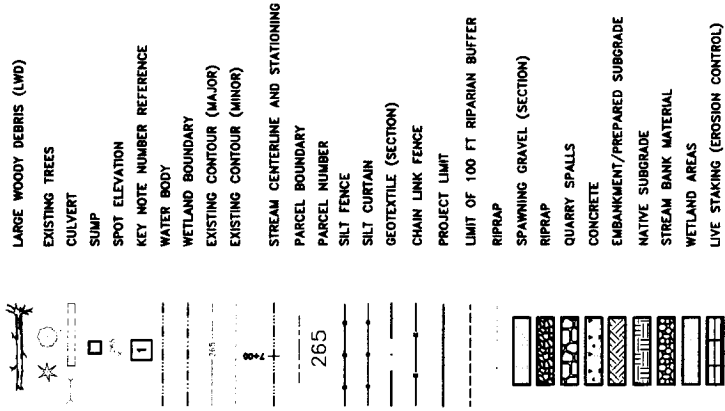 LARGE WOODY DEBRIS (LWD)
EXISTING TREES
CULVERT
SUMP
SPOT ELEVATION
1 KEY NOTE NUMBER REFERENCE
WATER BODY
WETLAND BOUNDARY
265 EXISTING CONTOUR (MAJOR)
EXISTING CONTOUR (MINOR)
7+00 STREAM CENTERLINE AND STATIONING
PARCEL BOUNDARY
265 PARCEL NUMBER
SILT FENCE
SILT CURTAIN
GEOTEXTILE (SECTION)
CHAIN LINK FENCE
PROJECT LIMIT
LIMIT OF 100 FT RIPARIAN BUFFER
RIPRAP
SPAWNING GRAVEL (SECTION)
RIPRAP
QUARRY SPALLS
CONCRETE
EMBANKMENT/PREPARED SUBGRADE
NATIVE SUBGRADE
STREAM BANK MATERIAL
WETLAND AREAS
LIVE STAKING (EROSION CONTROL)